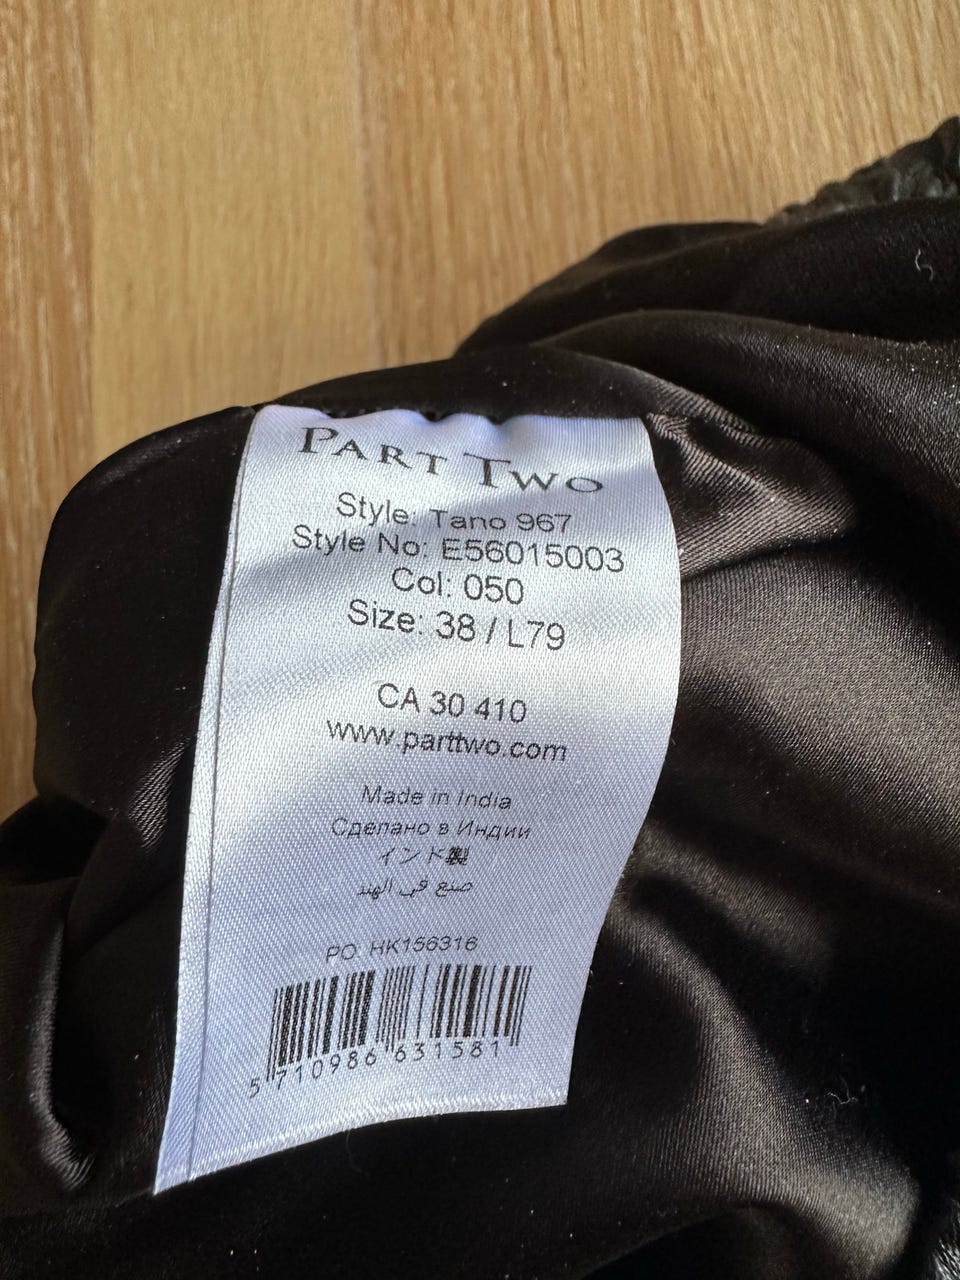 PART TWO
Style: Tano 967
Style No: E56015003
Col: 050
Size: 38 / L79
CA 30 410
www.parttwo.com
Made in India
Сделано в Индии
インド製
صنع في الهند
PO HK156316
5 710986 631581